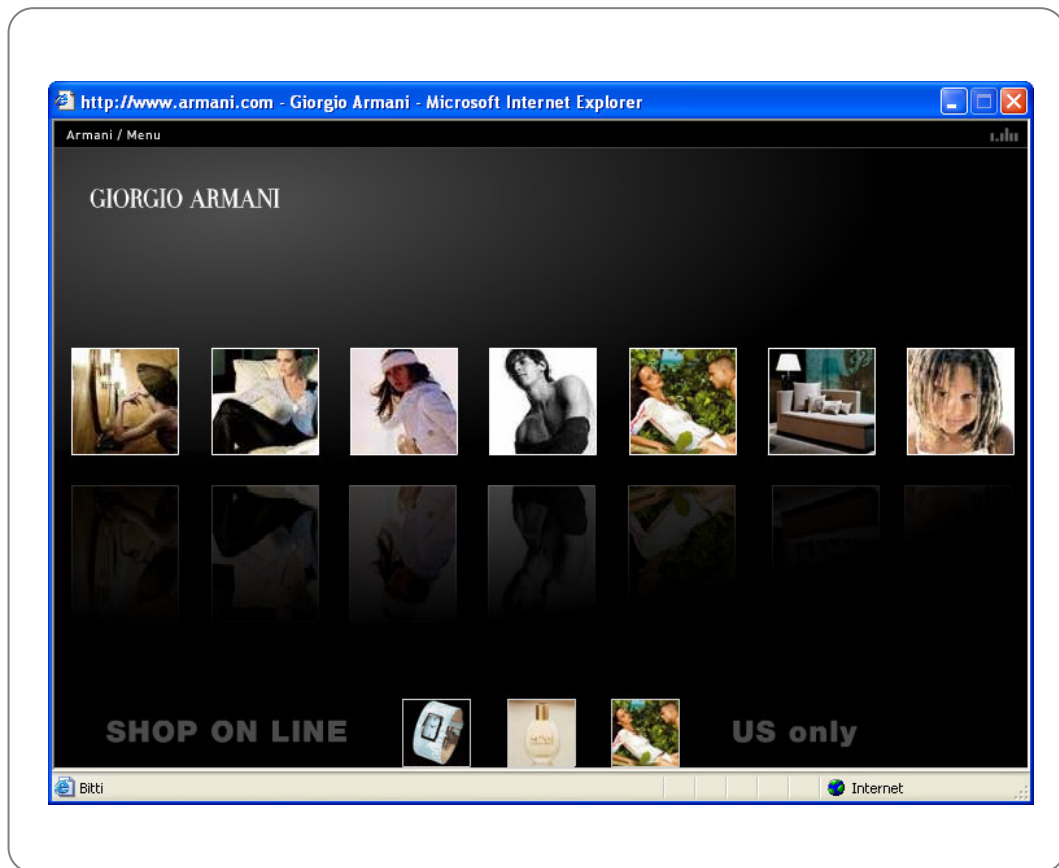 http://www.armani.com - Giorgio Armani - Microsoft Internet Explorer
Armani / Menu
GIORGIO ARMANI
SHOP ON LINE
SENSI
US only
Bitti
Internet